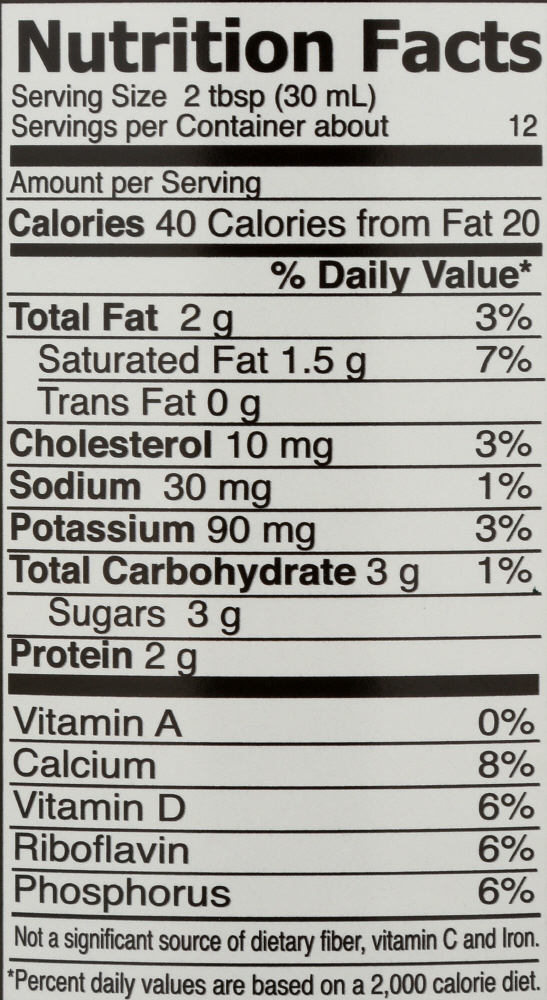 Nutrition Facts
Serving Size 2 tbsp (30 mL)
Servings per Container about 12
Amount per Serving
Calories 40 Calories from Fat 20
% Daily Value*
Total Fat 2 g 3%
Saturated Fat 1.5 g 7%
Trans Fat 0 g
Cholesterol 10 mg 3%
Sodium 30 mg 1%
Potassium 90 mg 3%
Total Carbohydrate 3 g 1%
Sugars 3 g
Protein 2 g
Vitamin A 0%
Calcium 8%
Vitamin D 6%
Riboflavin 6%
Phosphorus 6%
Not a significant source of dietary fiber, vitamin C and Iron.
*Percent daily values are based on a 2,000 calorie diet.